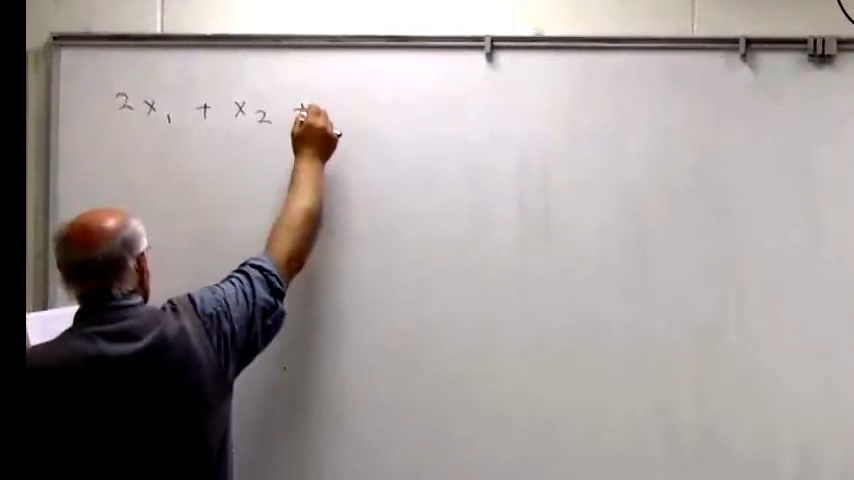 2x₁ + x₂ +